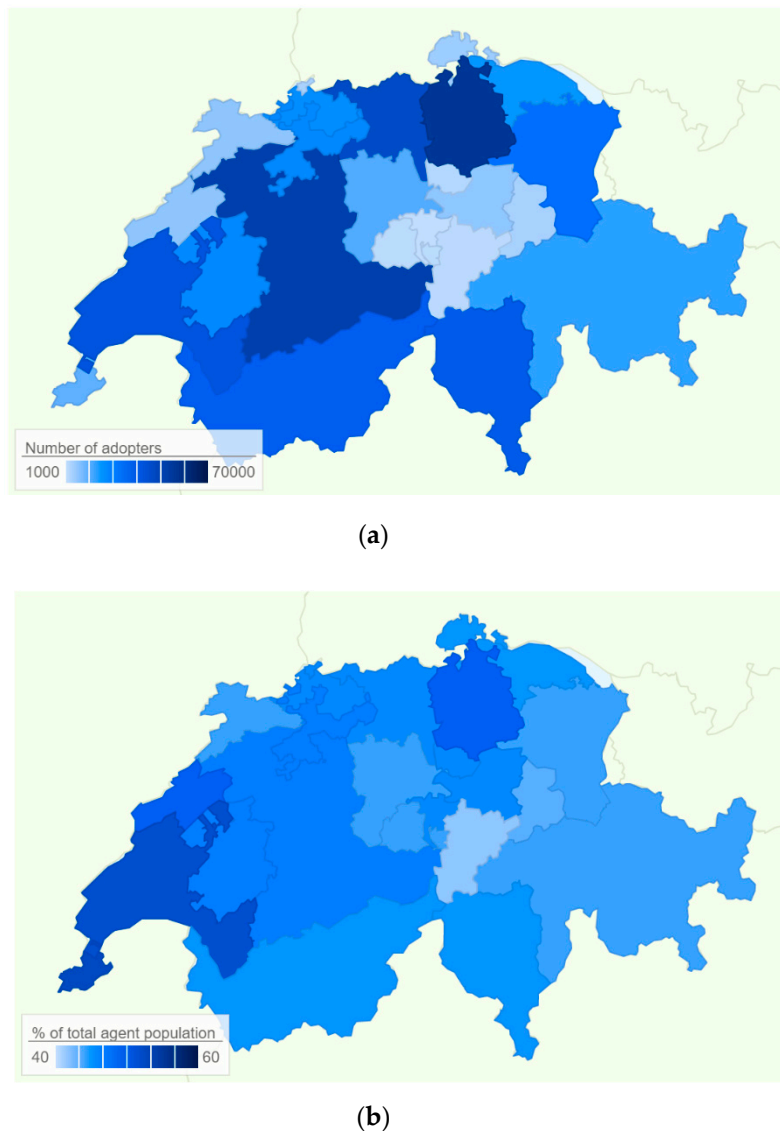 Number of adopters
1000 70000
(a)
% of total agent population
40 60
(b)